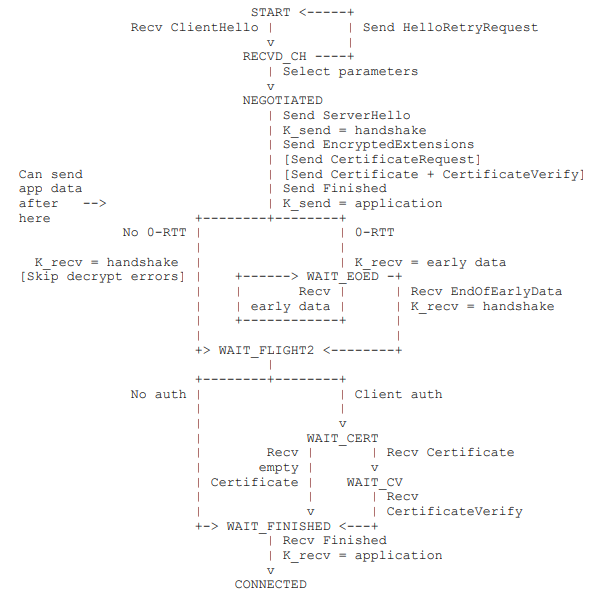 START <-----+
               Recv ClientHello |         | Send HelloRetryRequest
                                v         |
                             RECVD_CH ----+
                                | Select parameters
                                v
                             NEGOTIATED
                                | Send ServerHello
                                | K_send = handshake
                                | Send EncryptedExtensions
                                | [Send CertificateRequest]
 Can send                       | [Send Certificate + CertificateVerify]
 app data                       | Send Finished
 after   -->                    | K_send = application
 here                  +--------+--------+
              No 0-RTT |                 | 0-RTT
                       |                 |
   K_recv = handshake  |                 | K_recv = early data
 [Skip decrypt errors] |    +------> WAIT_EOED -+
                       |    |       Recv |      | Recv EndOfEarlyData
                       |    | early data |      | K_recv = handshake
                       |    +------------+      |
                       |                        |
                       +> WAIT_FLIGHT2 <--------+
                                |
                       +--------+--------+
               No auth |                 | Client auth
                       |                 |
                       |                 v
                       |             WAIT_CERT
                       |        Recv |       | Recv Certificate
                       |       empty |       v
                       | Certificate |    WAIT_CV
                       |             |       | Recv
                       |             v       | CertificateVerify
                       +-> WAIT_FINISHED <---+
                                | Recv Finished
                                | K_recv = application
                                v
                            CONNECTED